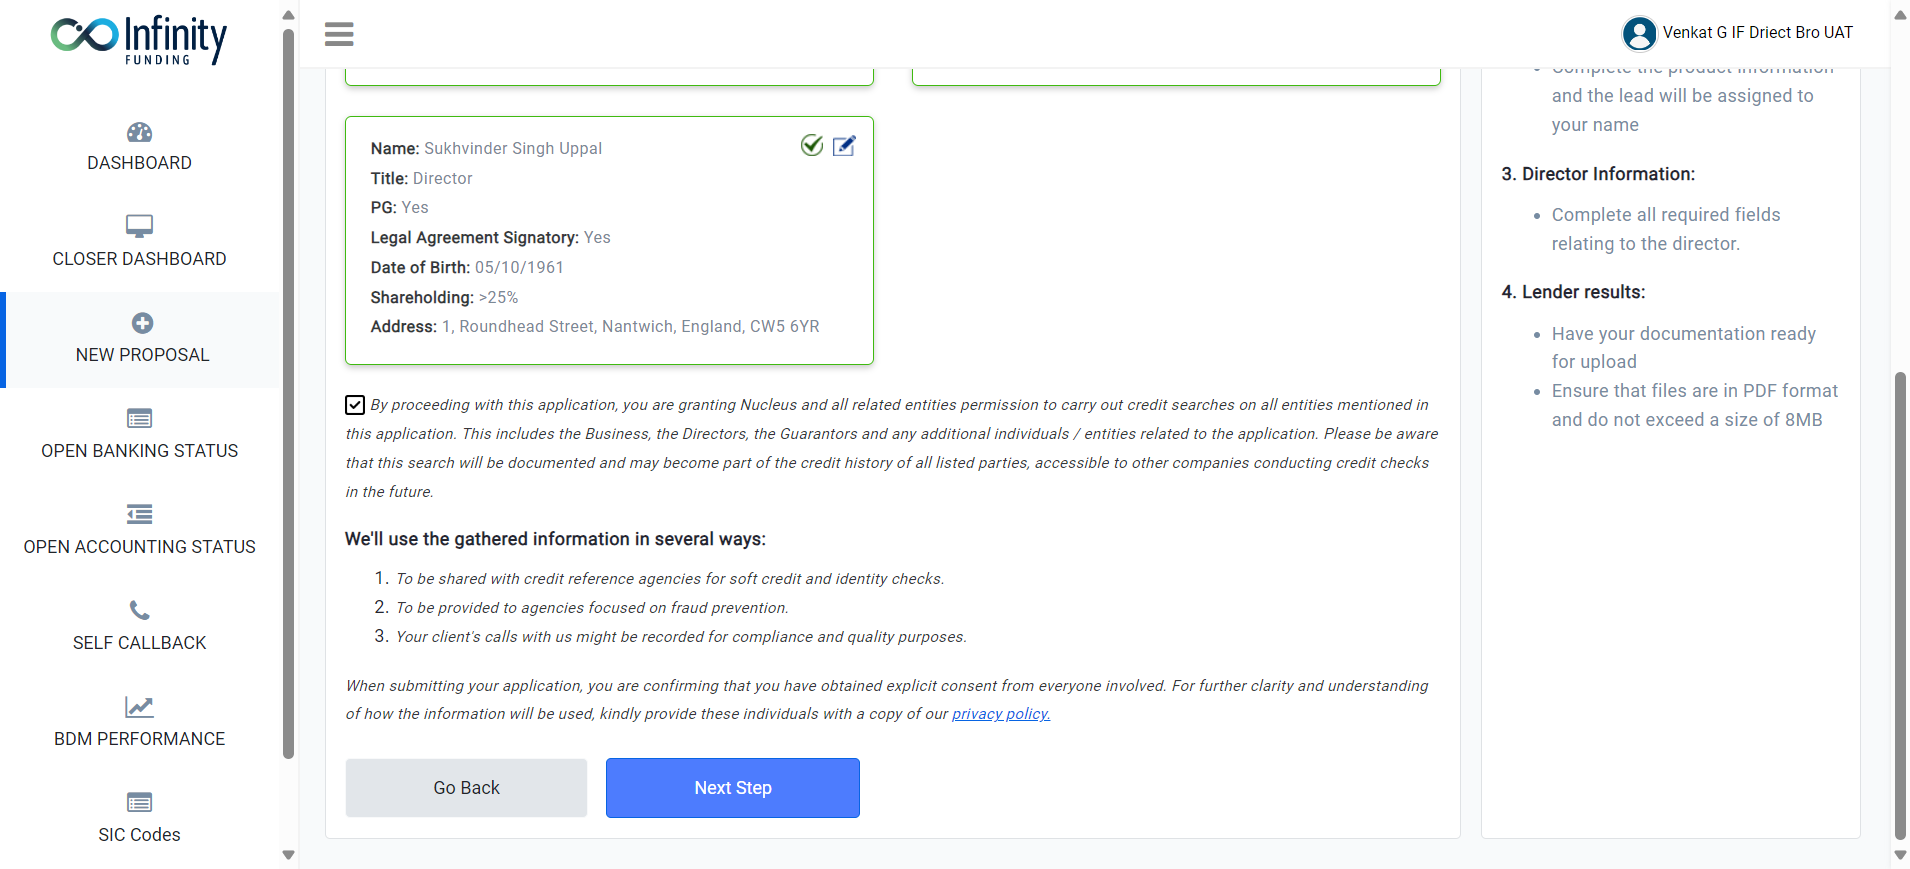 Infinity
FUNDING
DASHBOARD
CLOSER DASHBOARD
NEW PROPOSAL
OPEN BANKING STATUS
OPEN ACCOUNTING STATUS
SELF CALLBACK
BDM PERFORMANCE
SIC Codes
Venkat G IF Driect Bro UAT
Name: Sukhvinder Singh Uppal
Title: Director
PG: Yes
Legal Agreement Signatory: Yes
Date of Birth: 05/10/1961
Shareholding: >25%
Address: 1, Roundhead Street, Nantwich, England, CW5 6YR
By proceeding with this application, you are granting Nucleus and all related entities permission to carry out credit searches on all entities mentioned in
this application. This includes the Business, the Directors, the Guarantors and any additional individuals / entities related to the application. Please be aware
that this search will be documented and may become part of the credit history of all listed parties, accessible to other companies conducting credit checks
in the future.
We'll use the gathered information in several ways:
1. To be shared with credit reference agencies for soft credit and identity checks.
2. To be provided to agencies focused on fraud prevention.
3. Your client's calls with us might be recorded for compliance and quality purposes.
When submitting your application, you are confirming that you have obtained explicit consent from everyone involved. For further clarity and understanding
of how the information will be used, kindly provide these individuals with a copy of our privacy policy.
Go Back
Next Step
Complete the product information
and the lead will be assigned to
your name
3. Director Information:
Complete all required fields
relating to the director.
4. Lender results:
Have your documentation ready
for upload
Ensure that files are in PDF format
and do not exceed a size of 8MB